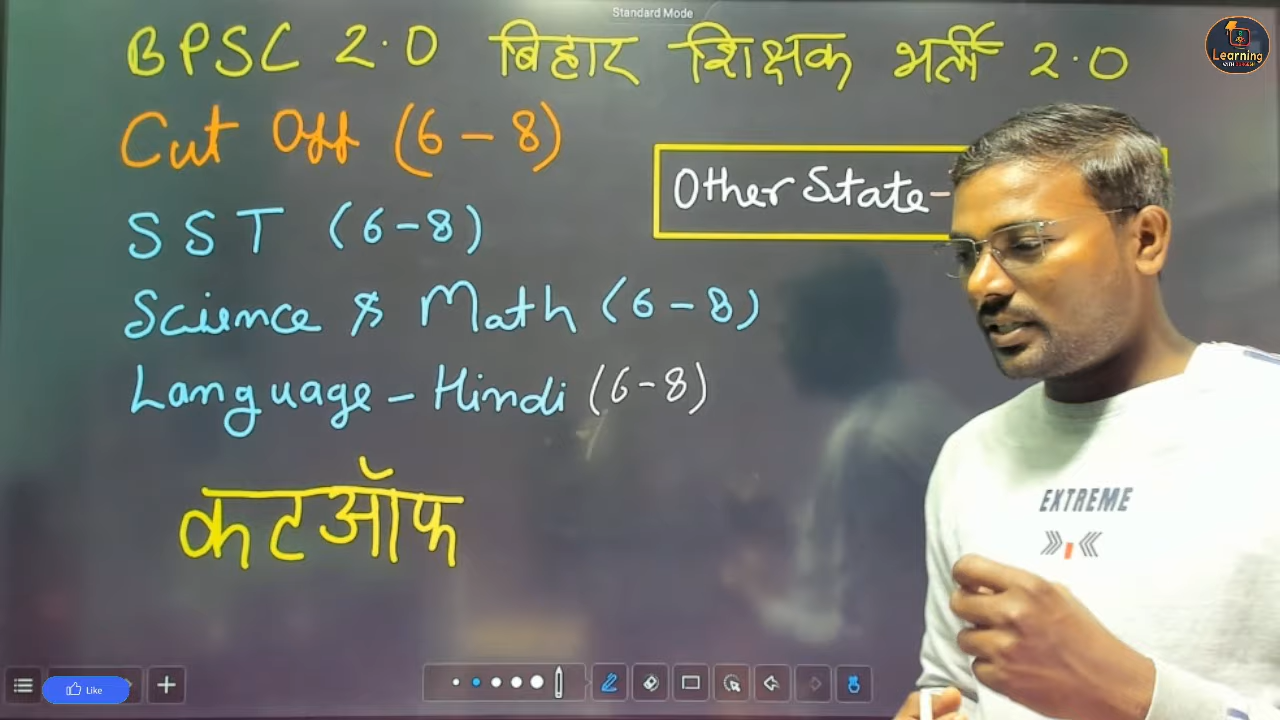 Standard Mode
BPSC 2.0 बिहार शिक्षक भर्ती 2.0
Learning
Cut Off (6-8)
Other State-
SST (6-8)
Science & Math (6-8)
Language - Hindi (6-8)
कटऑफ
EXTREME
Like